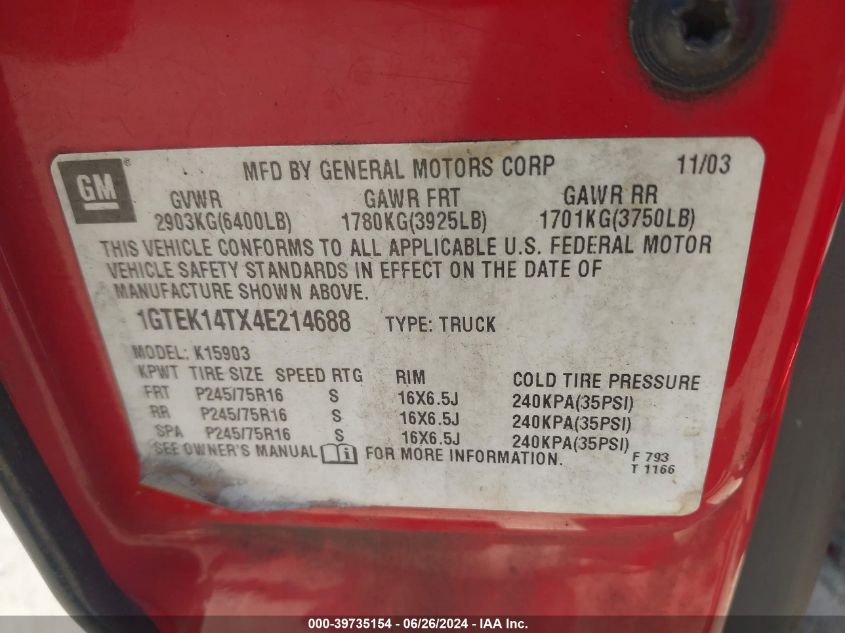 GM ® MFD BY GENERAL MOTORS CORP 11/03
GVWR GAWR FRT GAWR RR
2903KG(6400LB) 1780KG(3925LB) 1701KG(3750LB)
THIS VEHICLE CONFORMS TO ALL APPLICABLE U.S. FEDERAL MOTOR
VEHICLE SAFETY STANDARDS IN EFFECT ON THE DATE OF
MANUFACTURE SHOWN ABOVE.
1GTEK14TX4E214688 TYPE: TRUCK
MODEL: K15903
KPWT TIRE SIZE SPEED RTG RIM COLD TIRE PRESSURE
FRT P245/75R16 S 16X6.5J 240KPA(35PSI)
RR P245/75R16 S 16X6.5J 240KPA(35PSI)
SPA P245/75R16 S 16X6.5J 240KPA(35PSI)
SEE OWNER'S MANUAL FOR MORE INFORMATION. F 793
T 1166
000-39735154 - 06/26/2024 - IAA Inc.